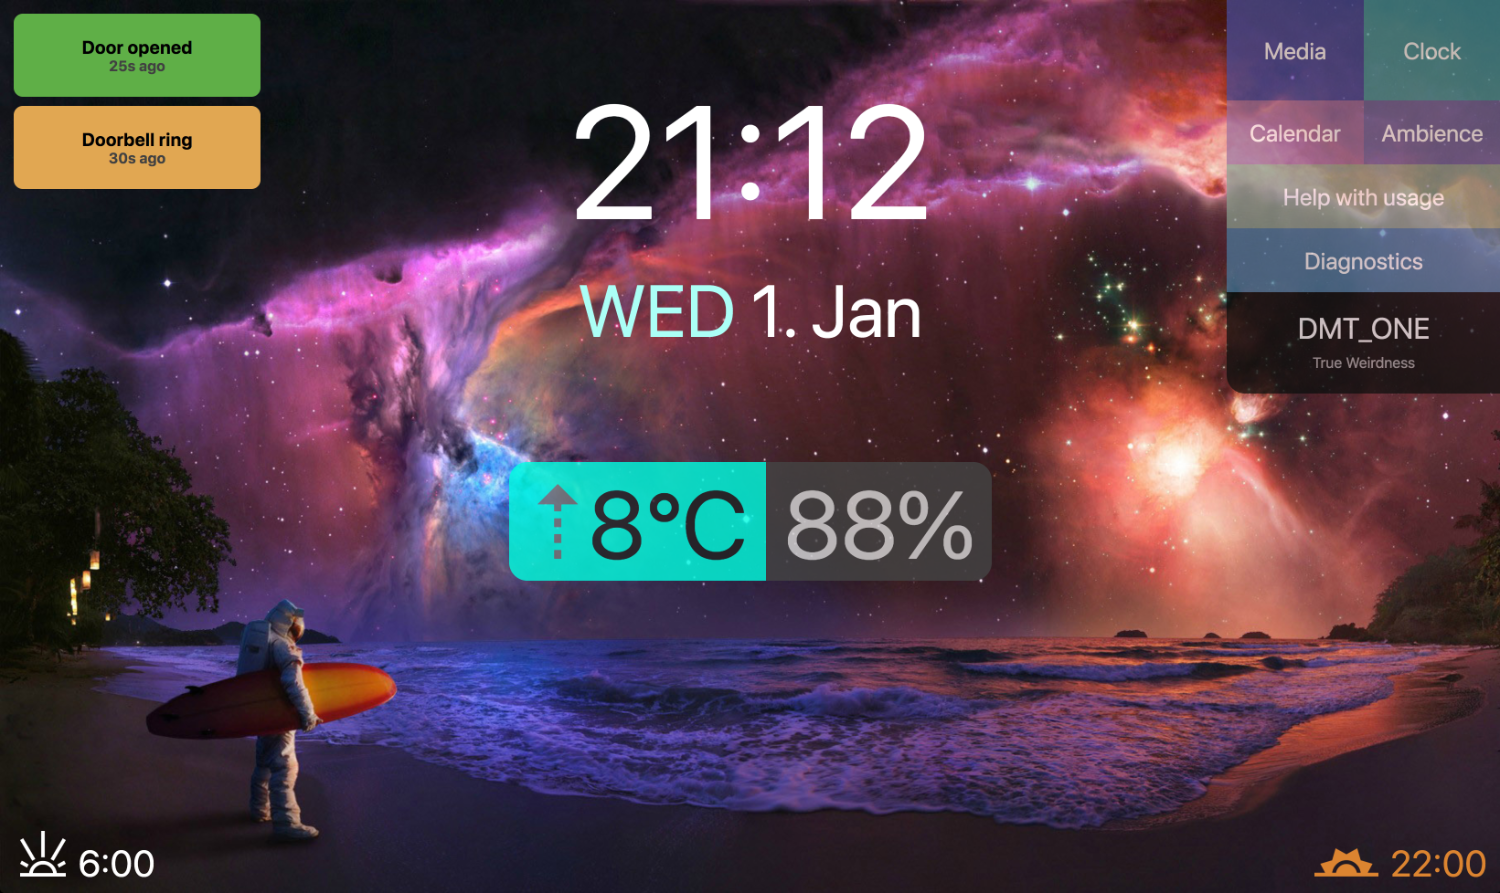 Door opened
25s ago
Doorbell ring
30s ago
21:12
WED 1. Jan
8°C 88%
Media
Clock
Calendar
Ambience
Help with usage
Diagnostics
DMT_ONE
True Weirdness
6:00
22:00